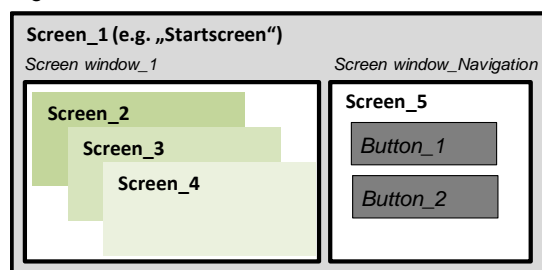 Screen_1 (e.g. „Startscreen“)
Screen window_1 Screen window_Navigation
Screen_2
Screen_3
Screen_4
Screen_5
Button_1
Button_2